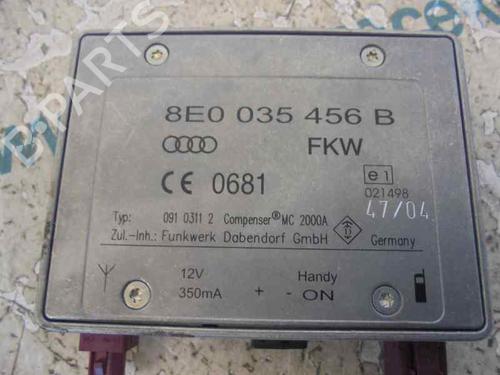 B-PARTS
8E0 035 456 B
FKW
e1
CE 0681
021498
47/04
Typ: 091 0311 2 Compenser® MC 2000A
Zul.-Inh.: Funkwerk Dabendorf GmbH Germany
12V Handy
350mA + - ON